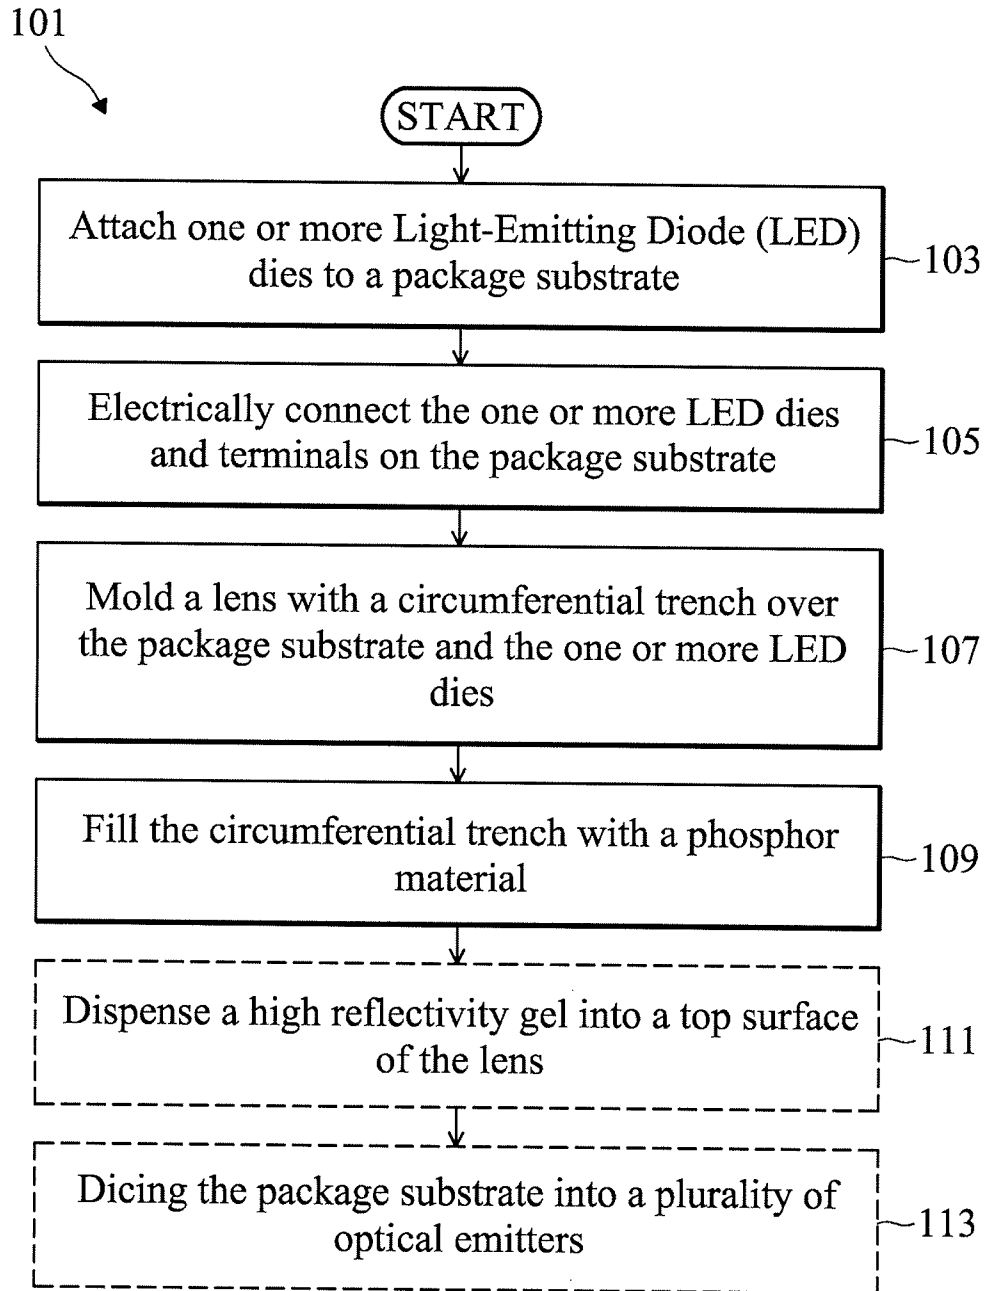 101
START
Attach one or more Light-Emitting Diode (LED)
dies to a package substrate
103
Electrically connect the one or more LED dies
and terminals on the package substrate
105
Mold a lens with a circumferential trench over
the package substrate and the one or more LED
dies
107
Fill the circumferential trench with a phosphor
material
109
Dispense a high reflectivity gel into a top surface
of the lens
111
Dicing the package substrate into a plurality of
optical emitters
113